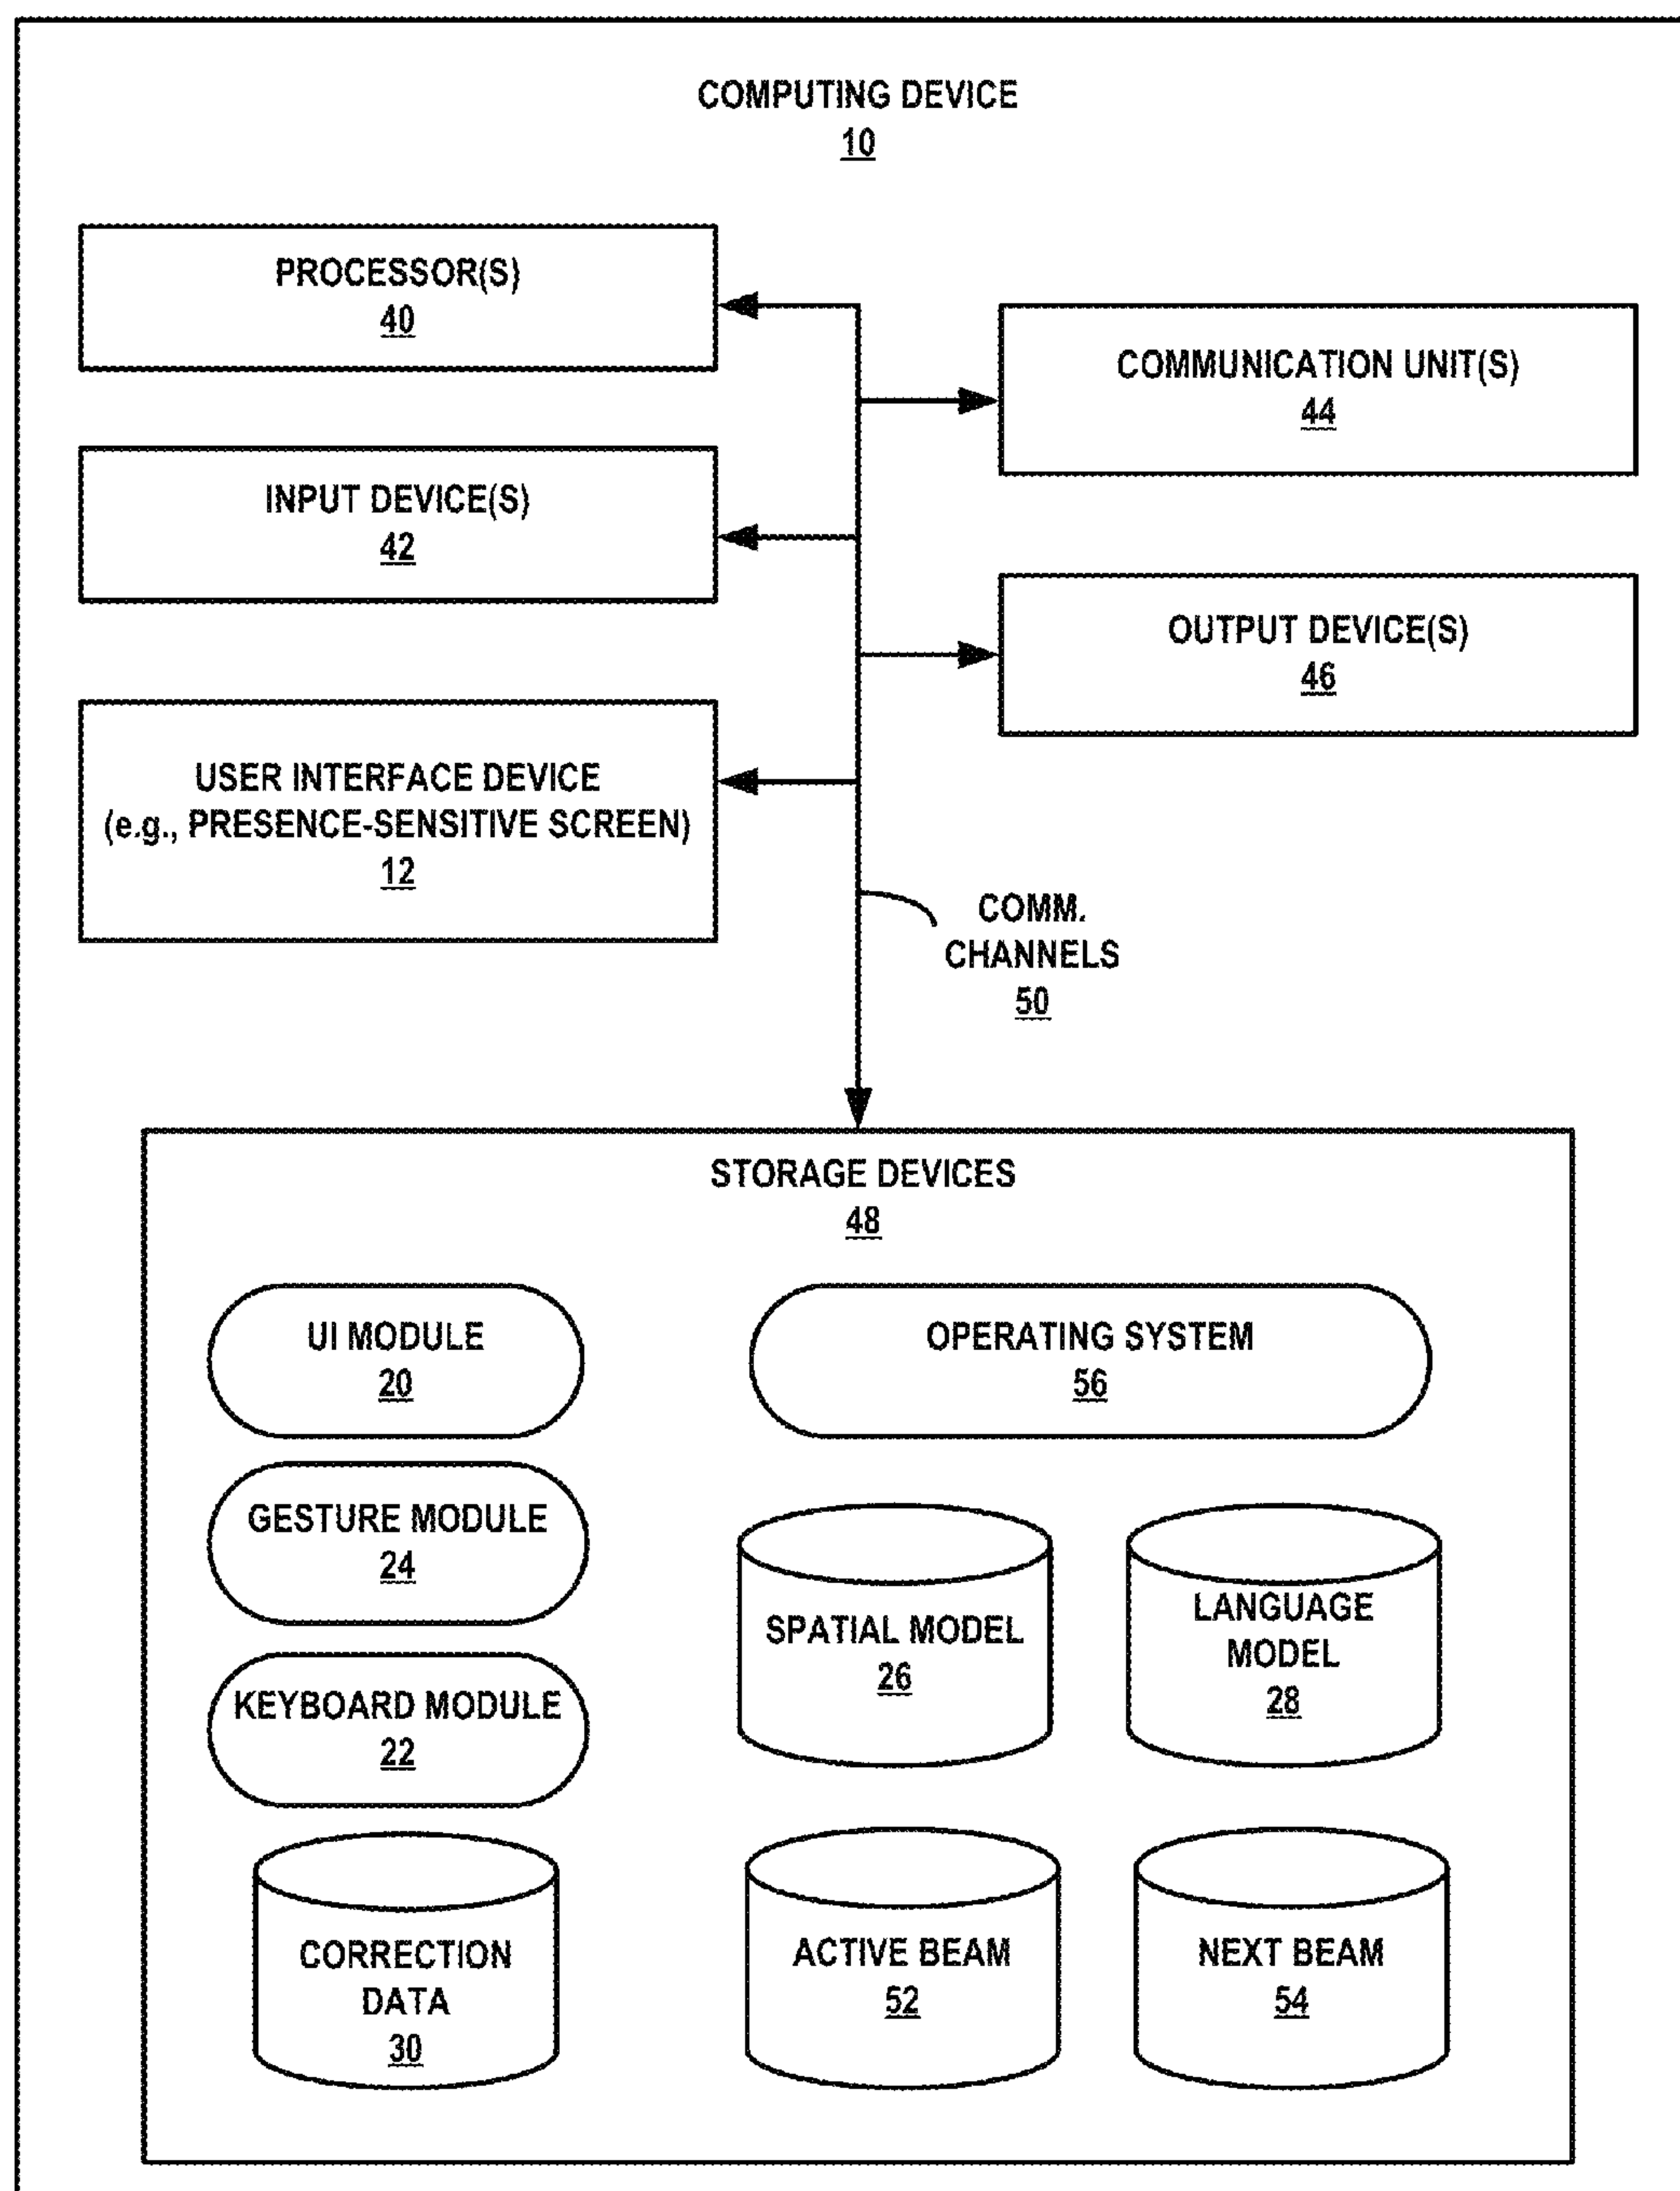 COMPUTING DEVICE
10
PROCESSOR(S)
40
COMMUNICATION UNIT(S)
44
INPUT DEVICE(S)
42
OUTPUT DEVICE(S)
46
USER INTERFACE DEVICE
(e.g., PRESENCE-SENSITIVE SCREEN)
12
COMM.
CHANNELS
50
STORAGE DEVICES
48
UI MODULE
20
OPERATING SYSTEM
56
GESTURE MODULE
24
SPATIAL MODEL
26
LANGUAGE
MODEL
28
KEYBOARD MODULE
22
CORRECTION
DATA
30
ACTIVE BEAM
52
NEXT BEAM
54